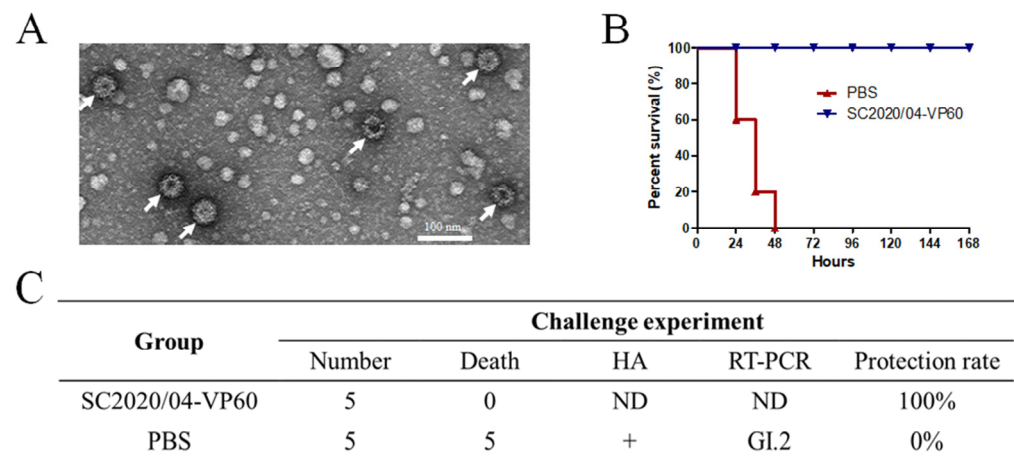 A
100 nm
B
Percent survival (%)
100
80
60
40
20
0
PBS
SC2020/04-VP60
0 24 48 72 96 120 144 168
Hours
C
Group Challenge experiment
Number Death HA RT-PCR Protection rate
SC2020/04-VP60 5 0 ND ND 100%
PBS 5 5 + GI.2 0%